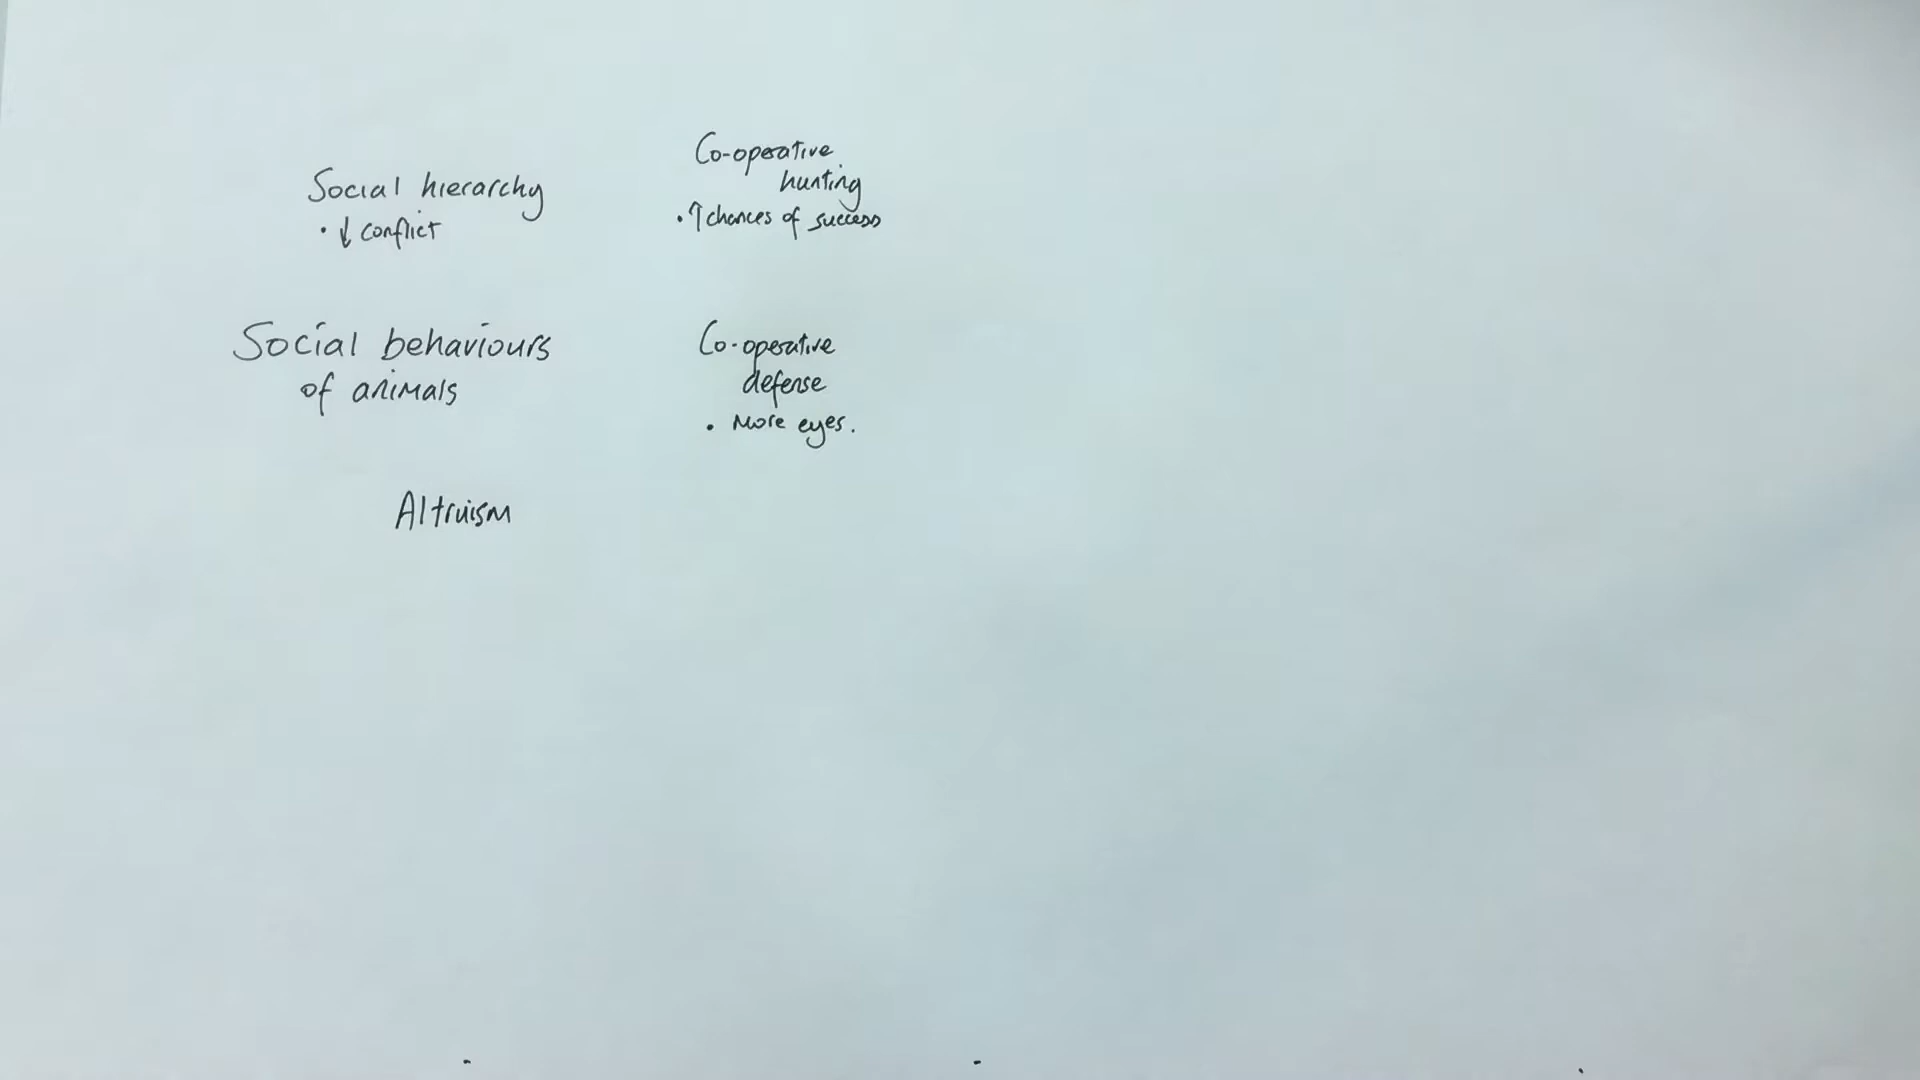 Social hierarchy
• ↓ conflict
Co-operative
hunting
• ↑ chances of success
Social behaviours
of animals
Co-operative
defense
• More eyes.
Altruism